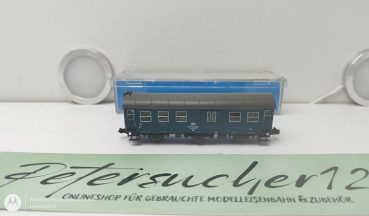 Petersucher12
ONLINESHOP FÜR GEBRAUCHTE MODELLEISENBAHN & ZUBEHÖR